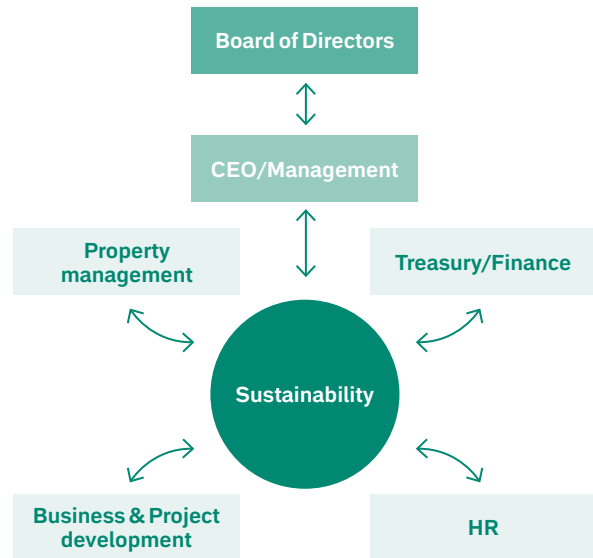 Board of Directors
CEO/Management
Property
management
Treasury/Finance
Sustainability
Business & Project
development
HR